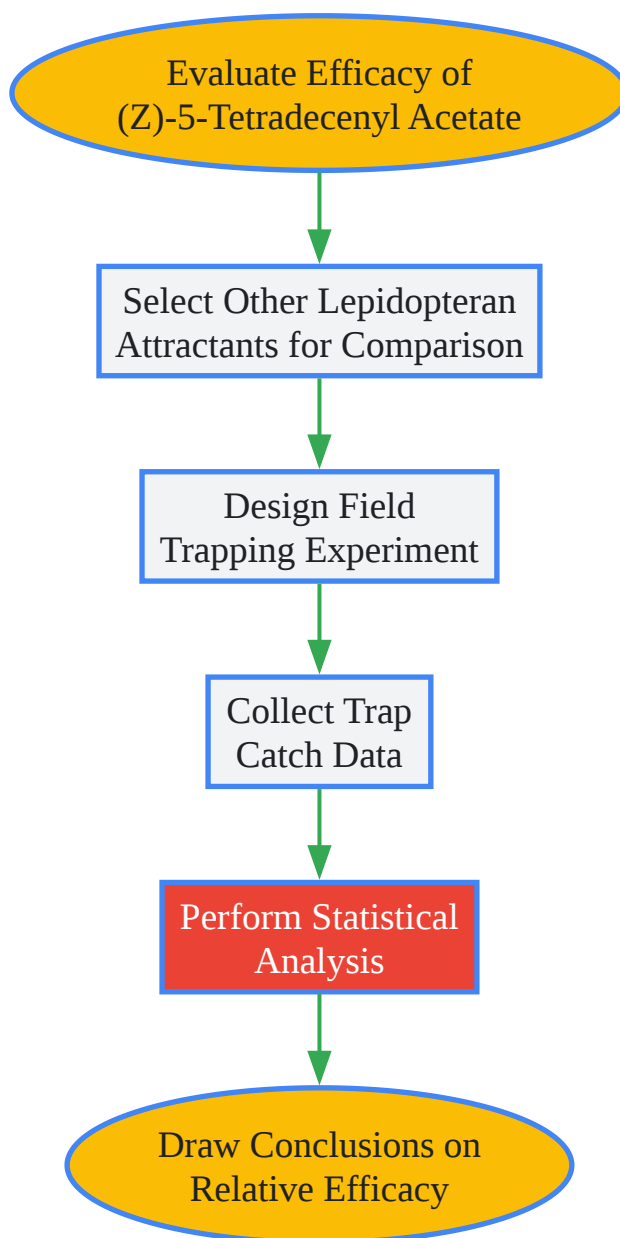 Evaluate Efficacy of
(Z)-5-Tetradecenyl Acetate
Select Other Lepidopteran
Attractants for Comparison
Design Field
Trapping Experiment
Collect Trap
Catch Data
Perform Statistical
Analysis
Draw Conclusions on
Relative Efficacy